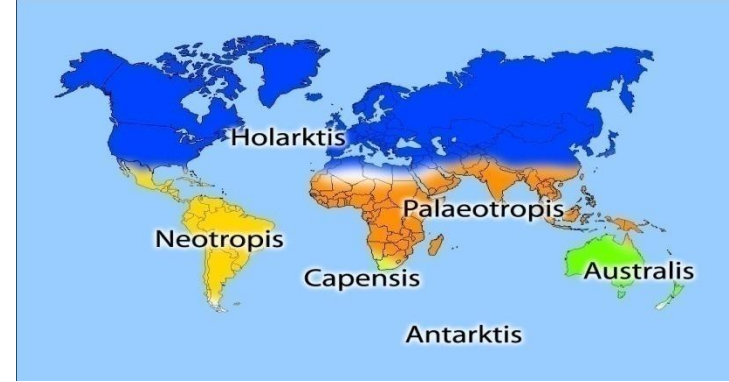 Holarktis
Palaeotropis
Neotropis
Capensis
Australis
Antarktis